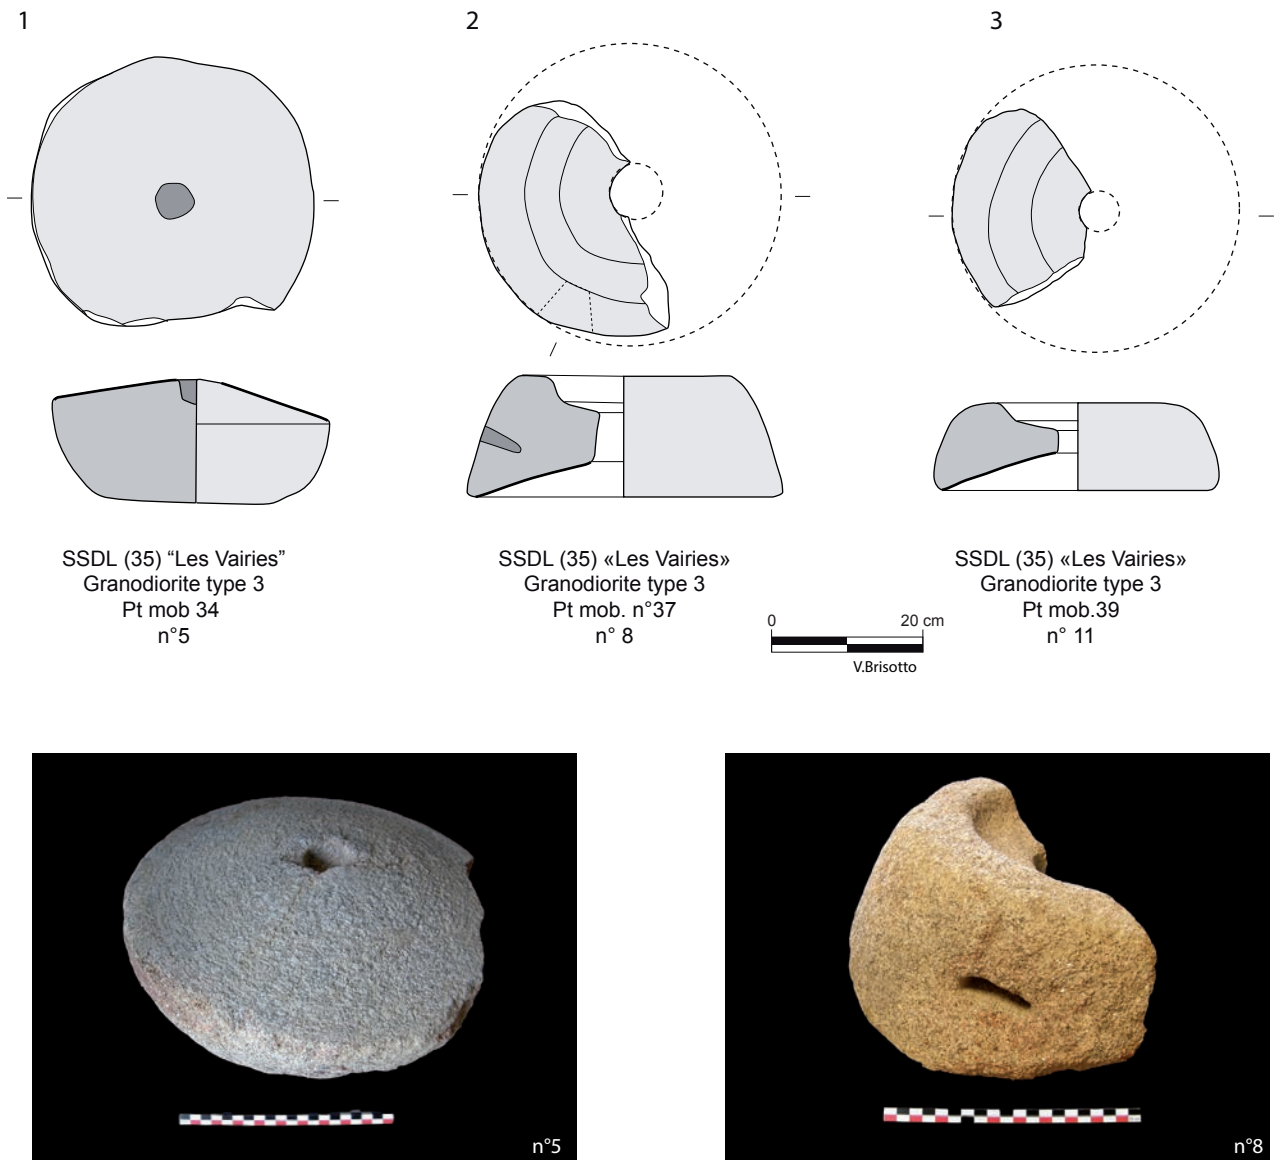 1
2
3
SSDL (35) “Les Vairies”
Granodiorite type 3
Pt mob 34
n°5
SSDL (35) «Les Vairies»
Granodiorite type 3
Pt mob. n°37
n° 8
0 20 cm
V.Brisotto
SSDL (35) «Les Vairies»
Granodiorite type 3
Pt mob.39
n° 11
n°5
n°8